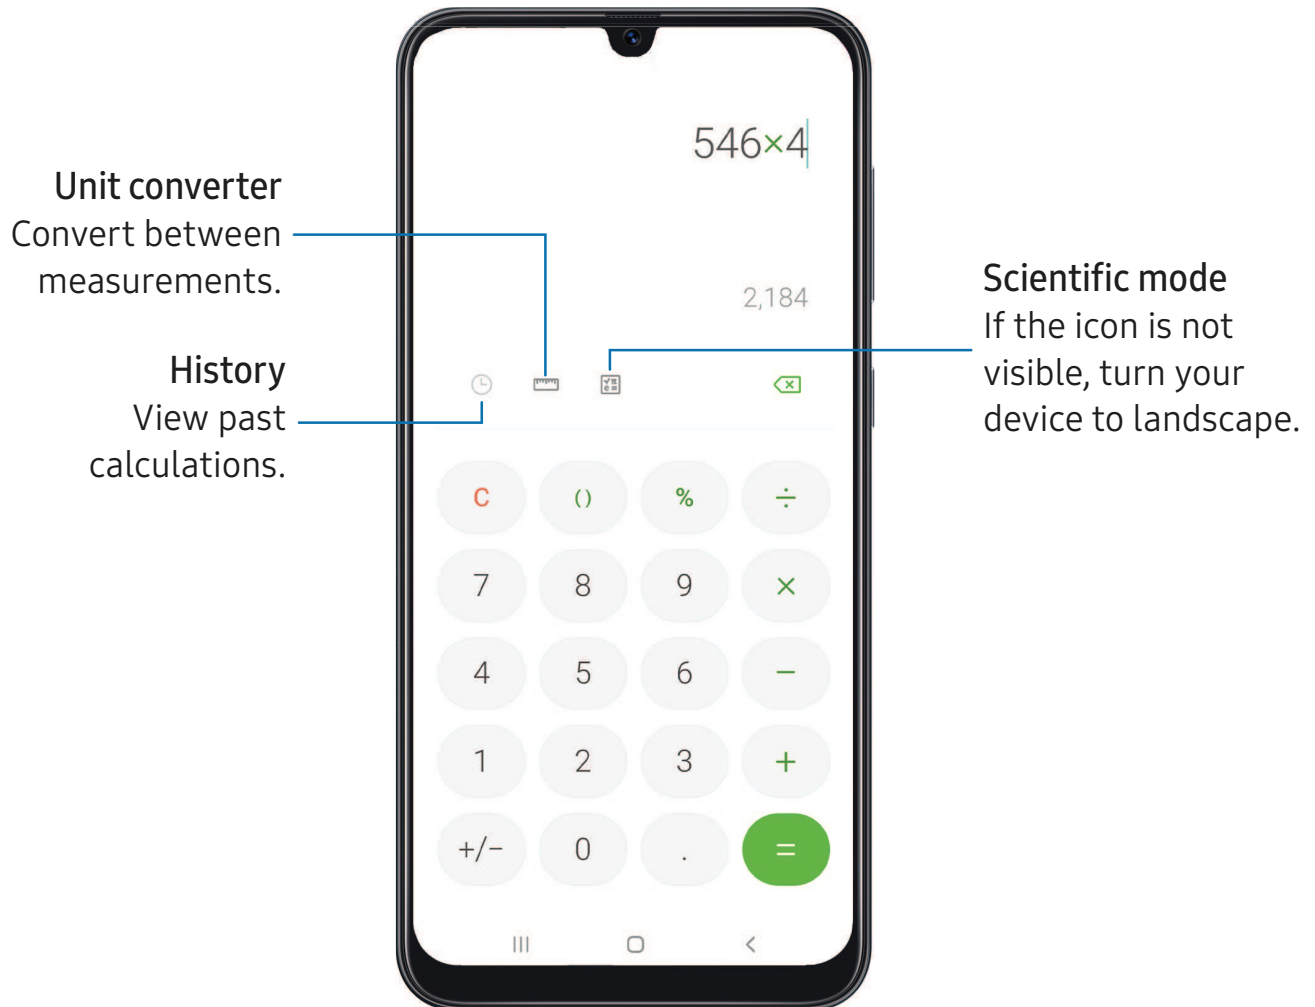 546×4
2,184
Unit converter
Convert between
measurements.
History
View past
calculations.
Scientific mode
If the icon is not
visible, turn your
device to landscape.
C () % ÷
7 8 9 ×
4 5 6 −
1 2 3 +
+/− 0 . =